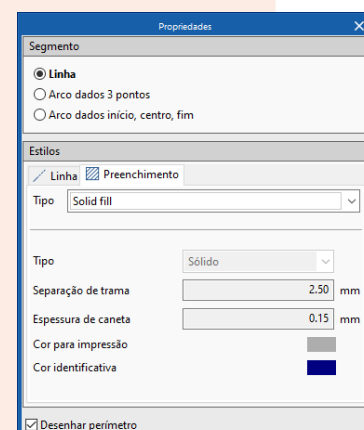 Propriedades
Segmento
Linha
Arco dados 3 pontos
Arco dados início, centro, fim
Estilos
Linha Preenchimento
Tipo Solid fill
Tipo Sólido
Separação de trama 2.50 mm
Espessura de caneta 0.15 mm
Cor para impressão
Cor identificativa
Desenhar perímetro